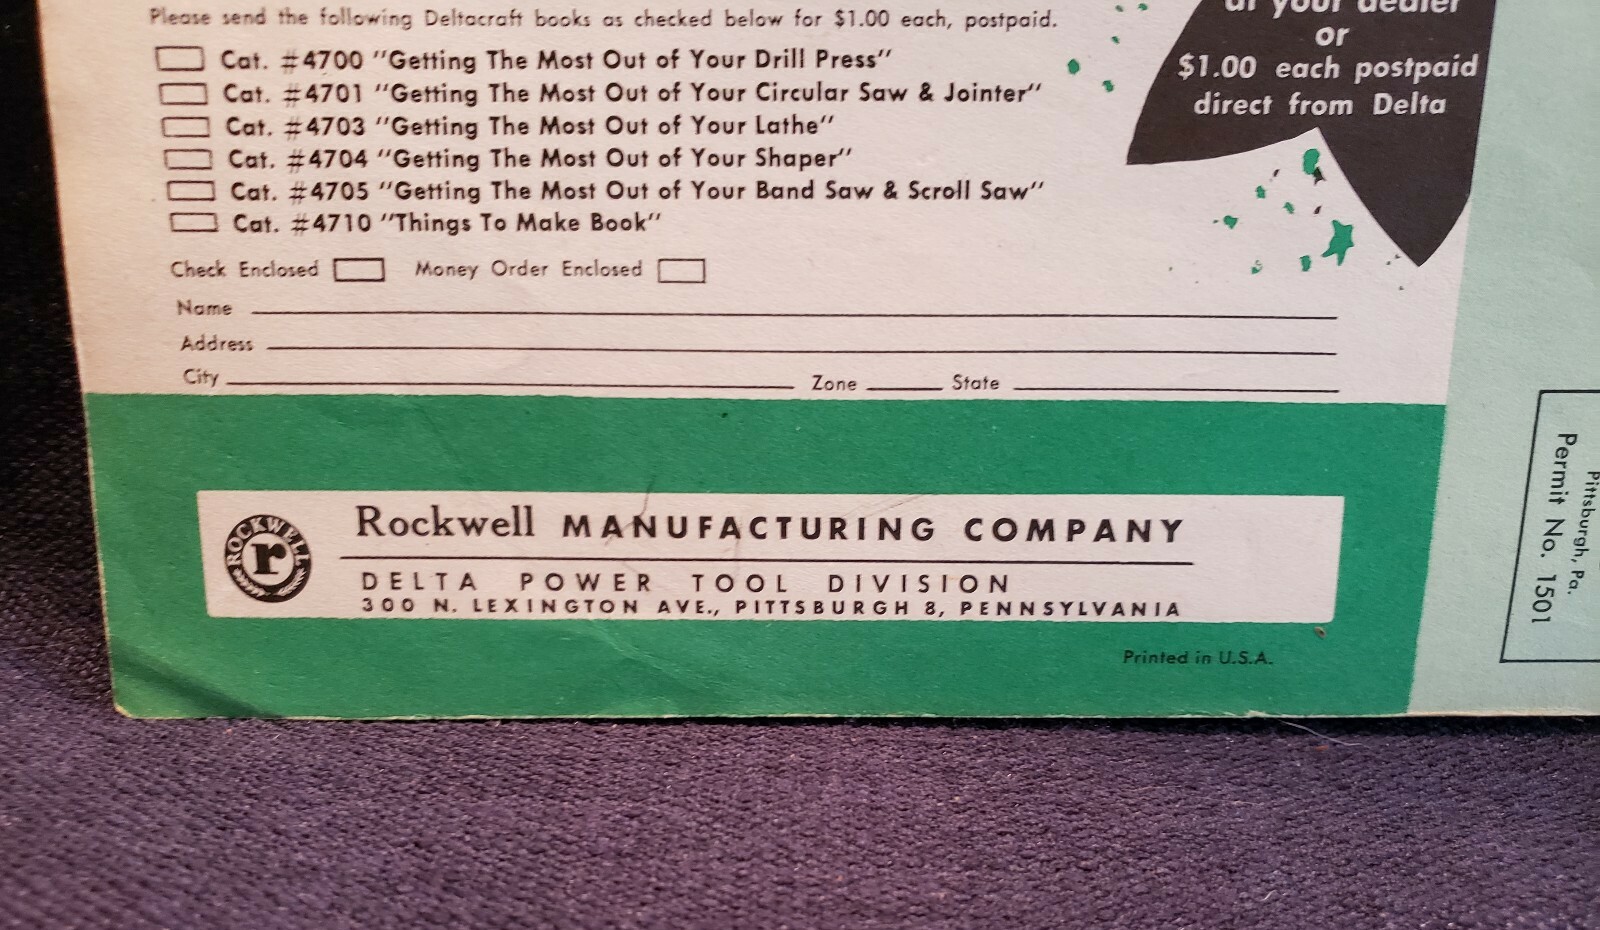 Please send the following Deltacraft books as checked below for $1.00 each, postpaid.
Cat. #4700 "Getting The Most Out of Your Drill Press"
Cat. #4701 "Getting The Most Out of Your Circular Saw & Jointer"
Cat. #4703 "Getting The Most Out of Your Lathe"
Cat. #4704 "Getting The Most Out of Your Shaper"
Cat. #4705 "Getting The Most Out of Your Band Saw & Scroll Saw"
Cat. #4710 "Things To Make Book"
Check Enclosed Money Order Enclosed
Name
Address
City Zone State
at your dealer
or
$1.00 each postpaid
direct from Delta
ROCKWELL
r
Rockwell MANUFACTURING COMPANY
DELTA POWER TOOL DIVISION
300 N. LEXINGTON AVE., PITTSBURGH 8, PENNSYLVANIA
Printed in U.S.A.
Pittsburgh, Pa.
Permit No. 1501